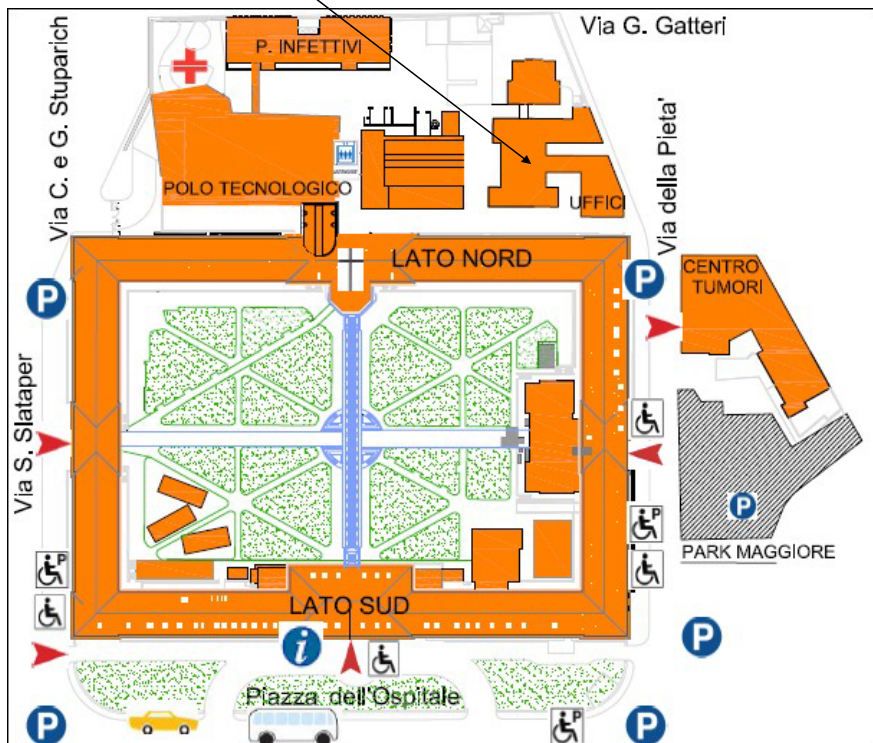 Via G. Gatteri
P. INFETTIVI
Via C. e G. Stuparich
POLO TECNOLOGICO
UFFICI
Via della Pieta'
LATO NORD
CENTRO
TUMORI
P
P
Via S. Slataper
P
P
PARK MAGGIORE
P
LATO SUD
i
P
Piazza dell'Ospitale
P
P
P